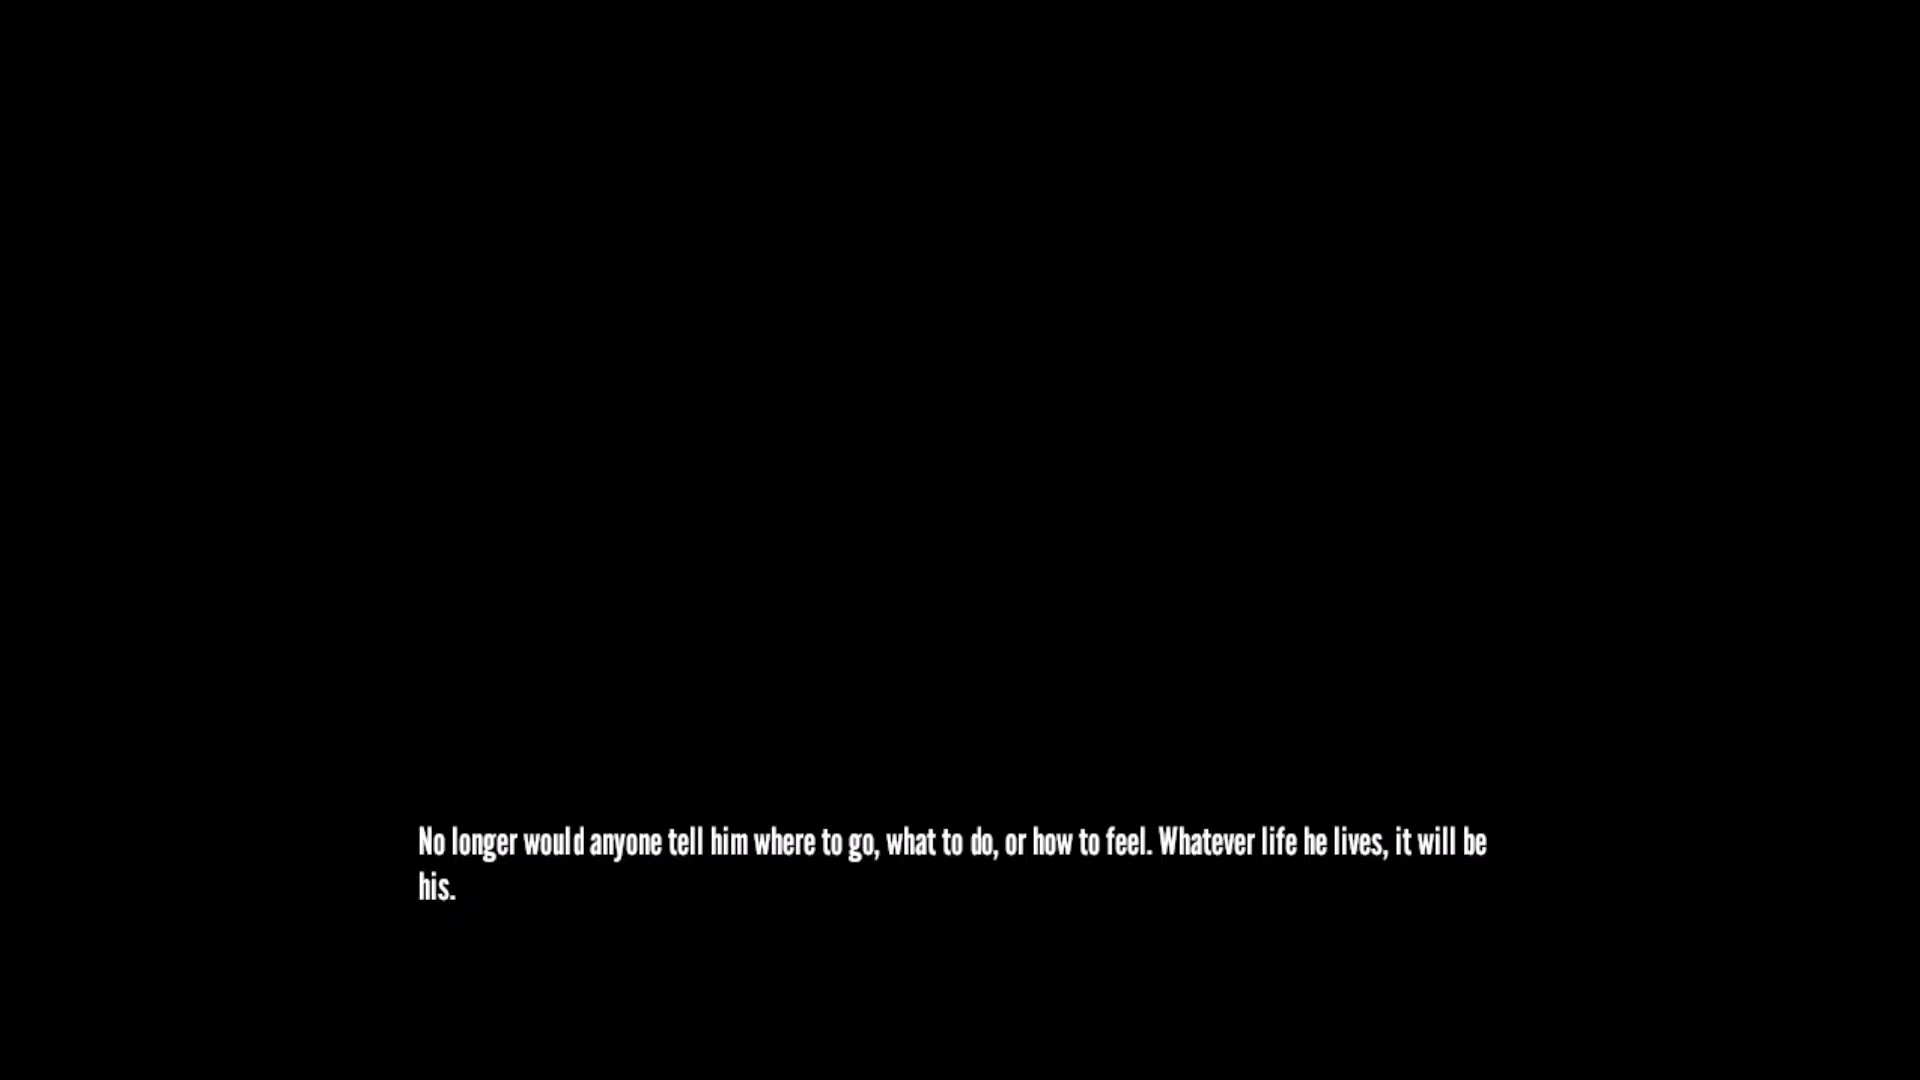 No longer would anyone tell him where to go, what to do, or how to feel. Whatever life he lives, it will be
his.